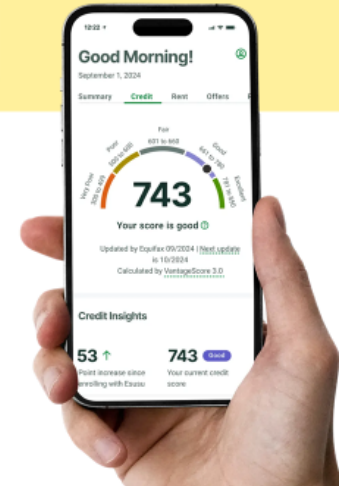 12:22
Good Morning!
September 1, 2024
Summary Credit Rent Offers
Very Poor
300 to 499
Poor
500 to 600
Fair
601 to 660
Good
661 to 780
Excellent
781 to 850
743
Your score is good
Updated by Equifax 09/2024 | Next update
is 10/2024
Calculated by VantageScore 3.0
Credit Insights
53 ↑ 743 Good
Point increase since Your current credit
enrolling with Esusu score